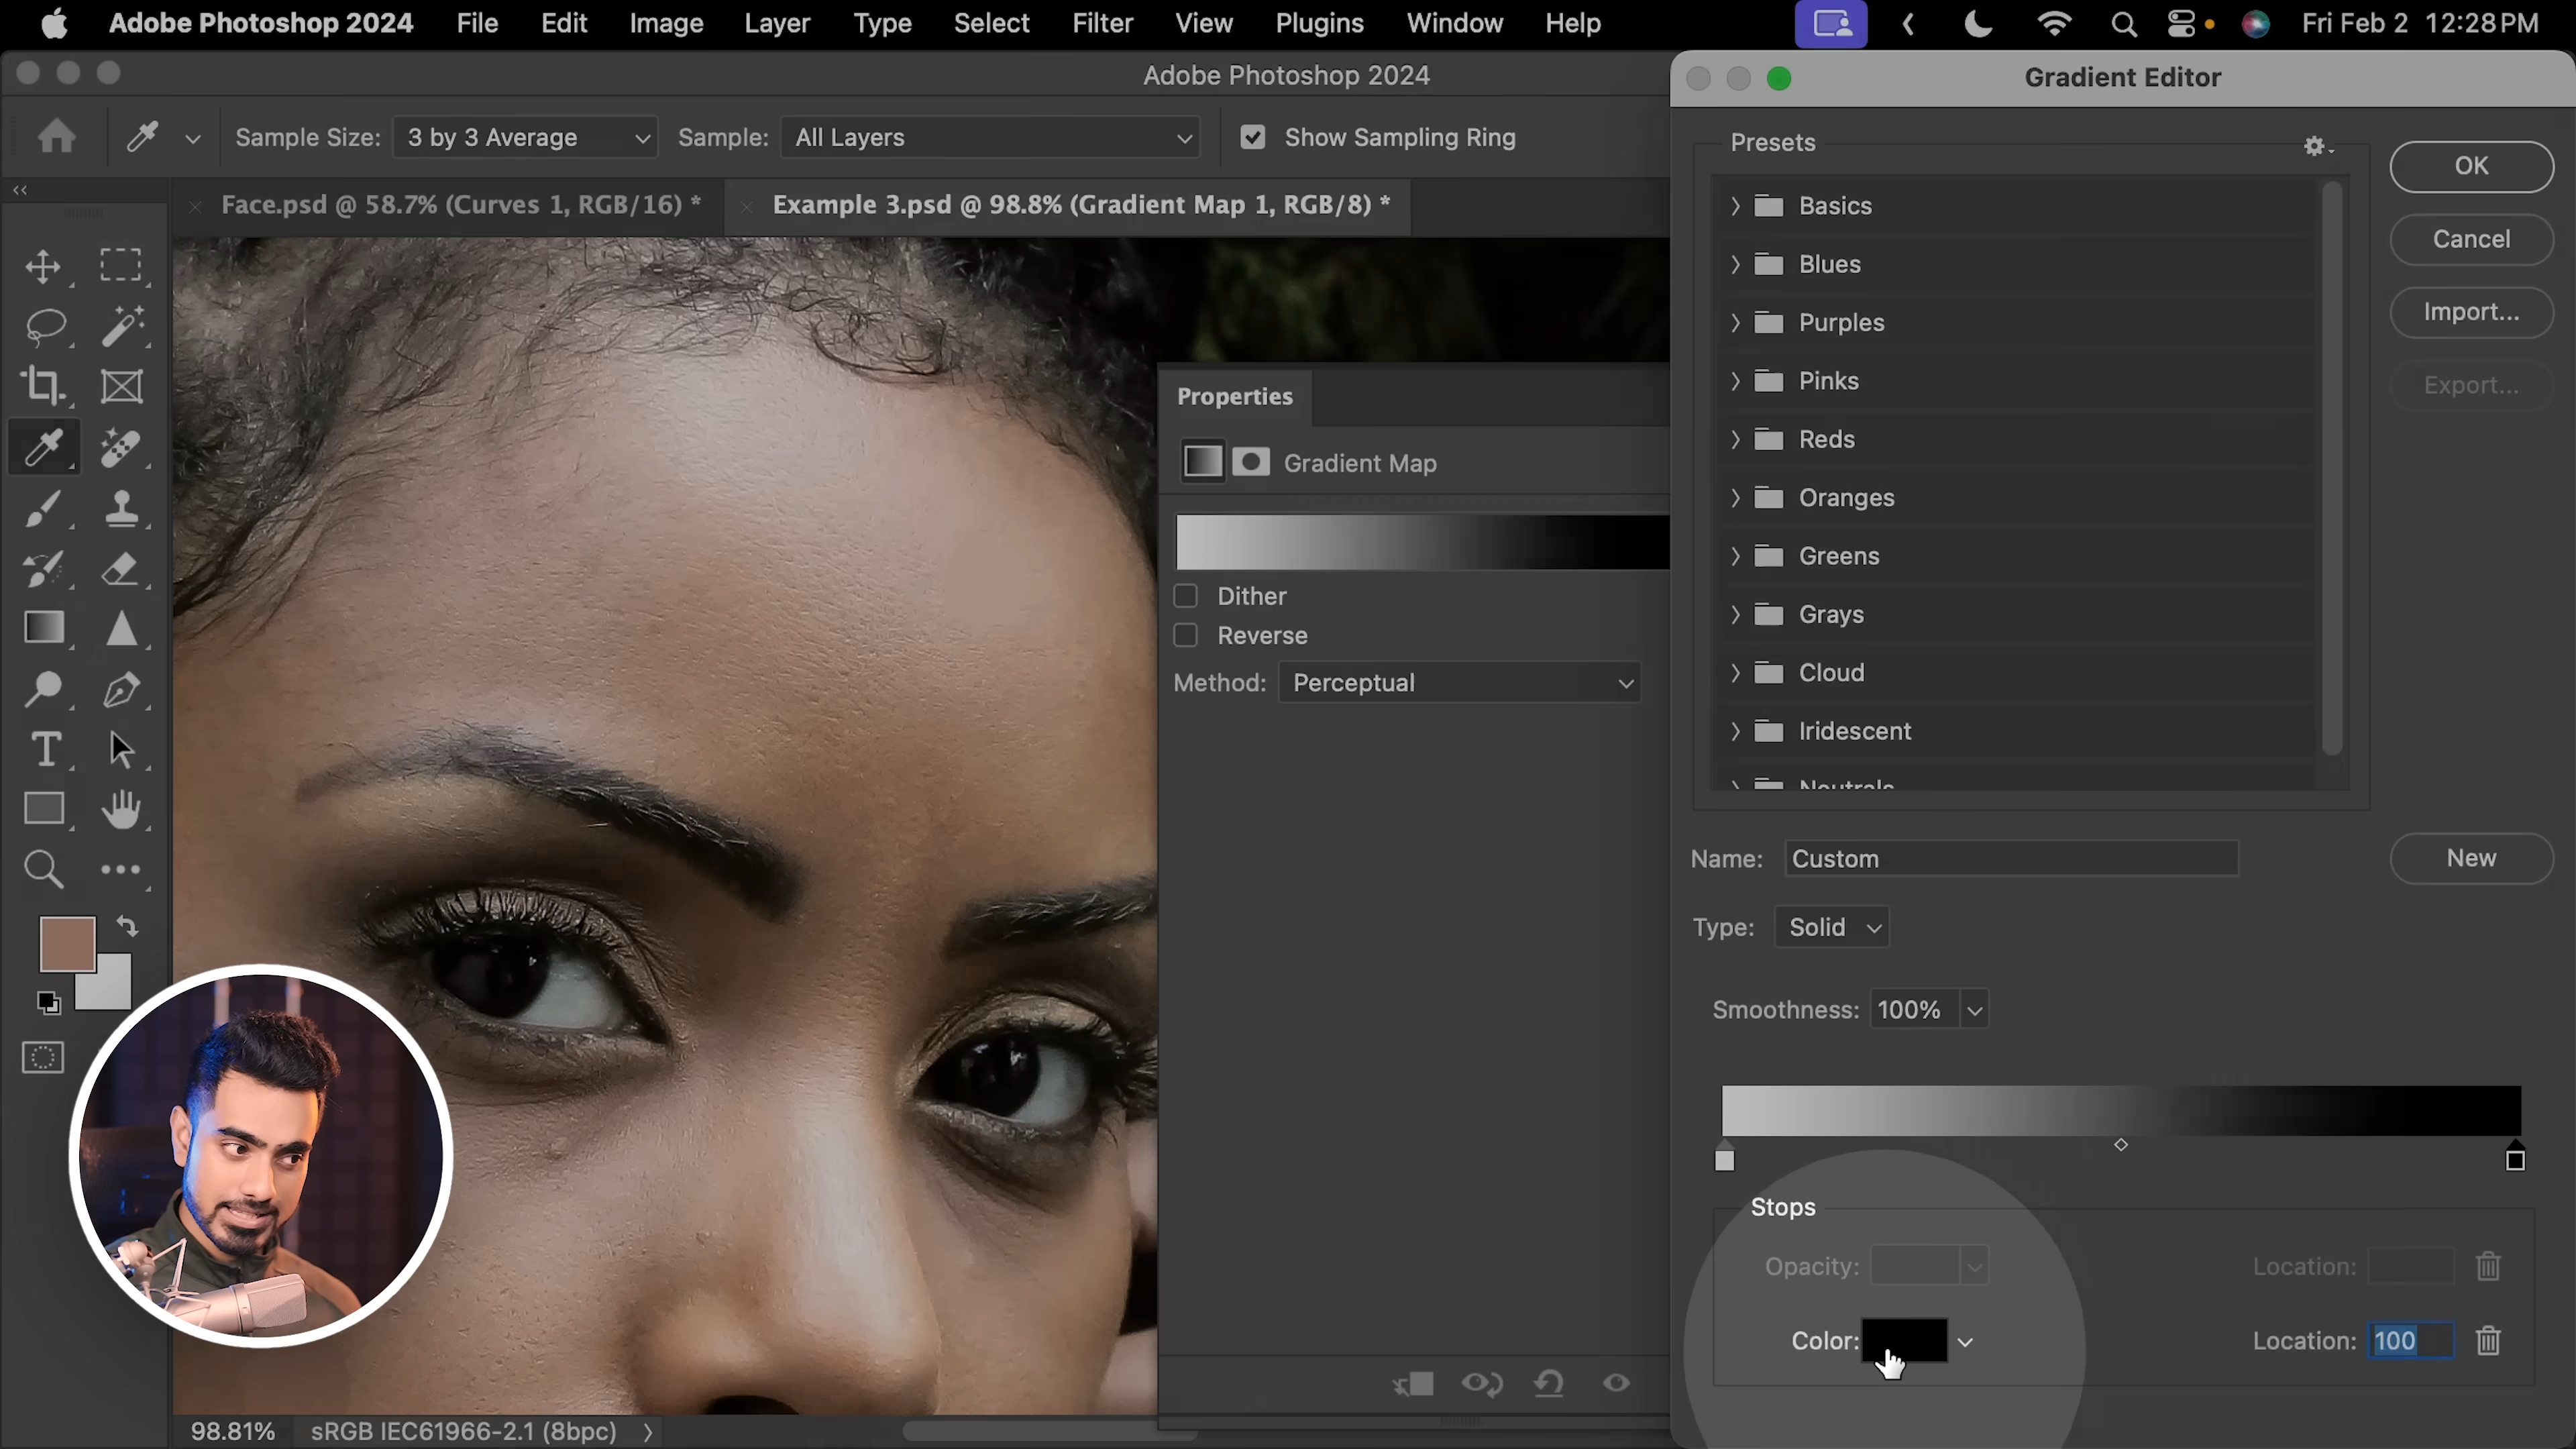 Adobe Photoshop 2024 File Edit Image Layer Type Select Filter View Plugins Window Help Fri Feb 2 12:28 PM
Adobe Photoshop 2024
Gradient Editor
Sample Size: 3 by 3 Average Sample: All Layers Show Sampling Ring
Face.psd @ 58.7% (Curves 1, RGB/16) * Example 3.psd @ 98.8% (Gradient Map 1, RGB/8) *
Properties
Gradient Map
Dither
Reverse
Method: Perceptual
Presets
OK
Basics
Cancel
Blues
Import...
Purples
Pinks
Export...
Reds
Oranges
Greens
Grays
Cloud
Iridescent
Neutrals
Name: Custom New
Type: Solid
Smoothness: 100%
Stops
Opacity: Location:
Color: Location: 100
T
98.81% sRGB IEC61966-2.1 (8bpc)